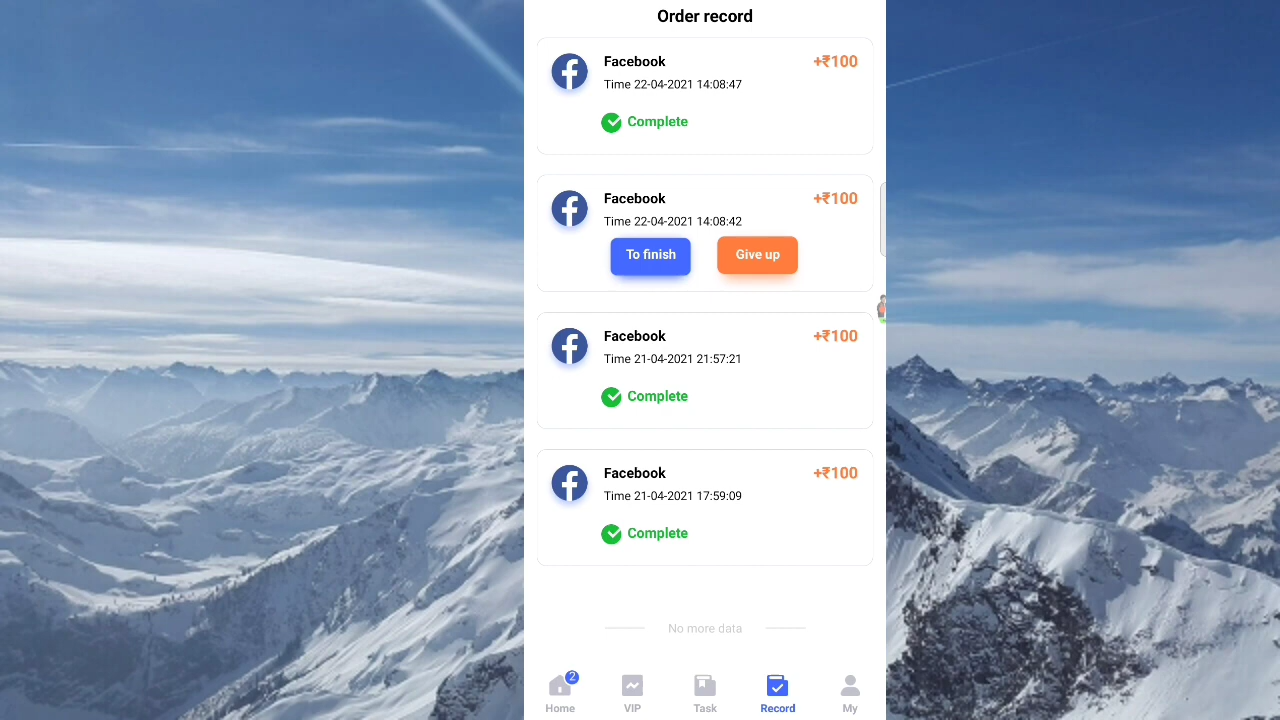 Order record
Facebook
+₹100
Time 22-04-2021 14:08:47
Complete
Facebook
+₹100
Time 22-04-2021 14:08:42
To finish
Give up
Facebook
+₹100
Time 21-04-2021 21:57:21
Complete
Facebook
+₹100
Time 21-04-2021 17:59:09
Complete
No more data
2
Home
VIP
Task
Record
My